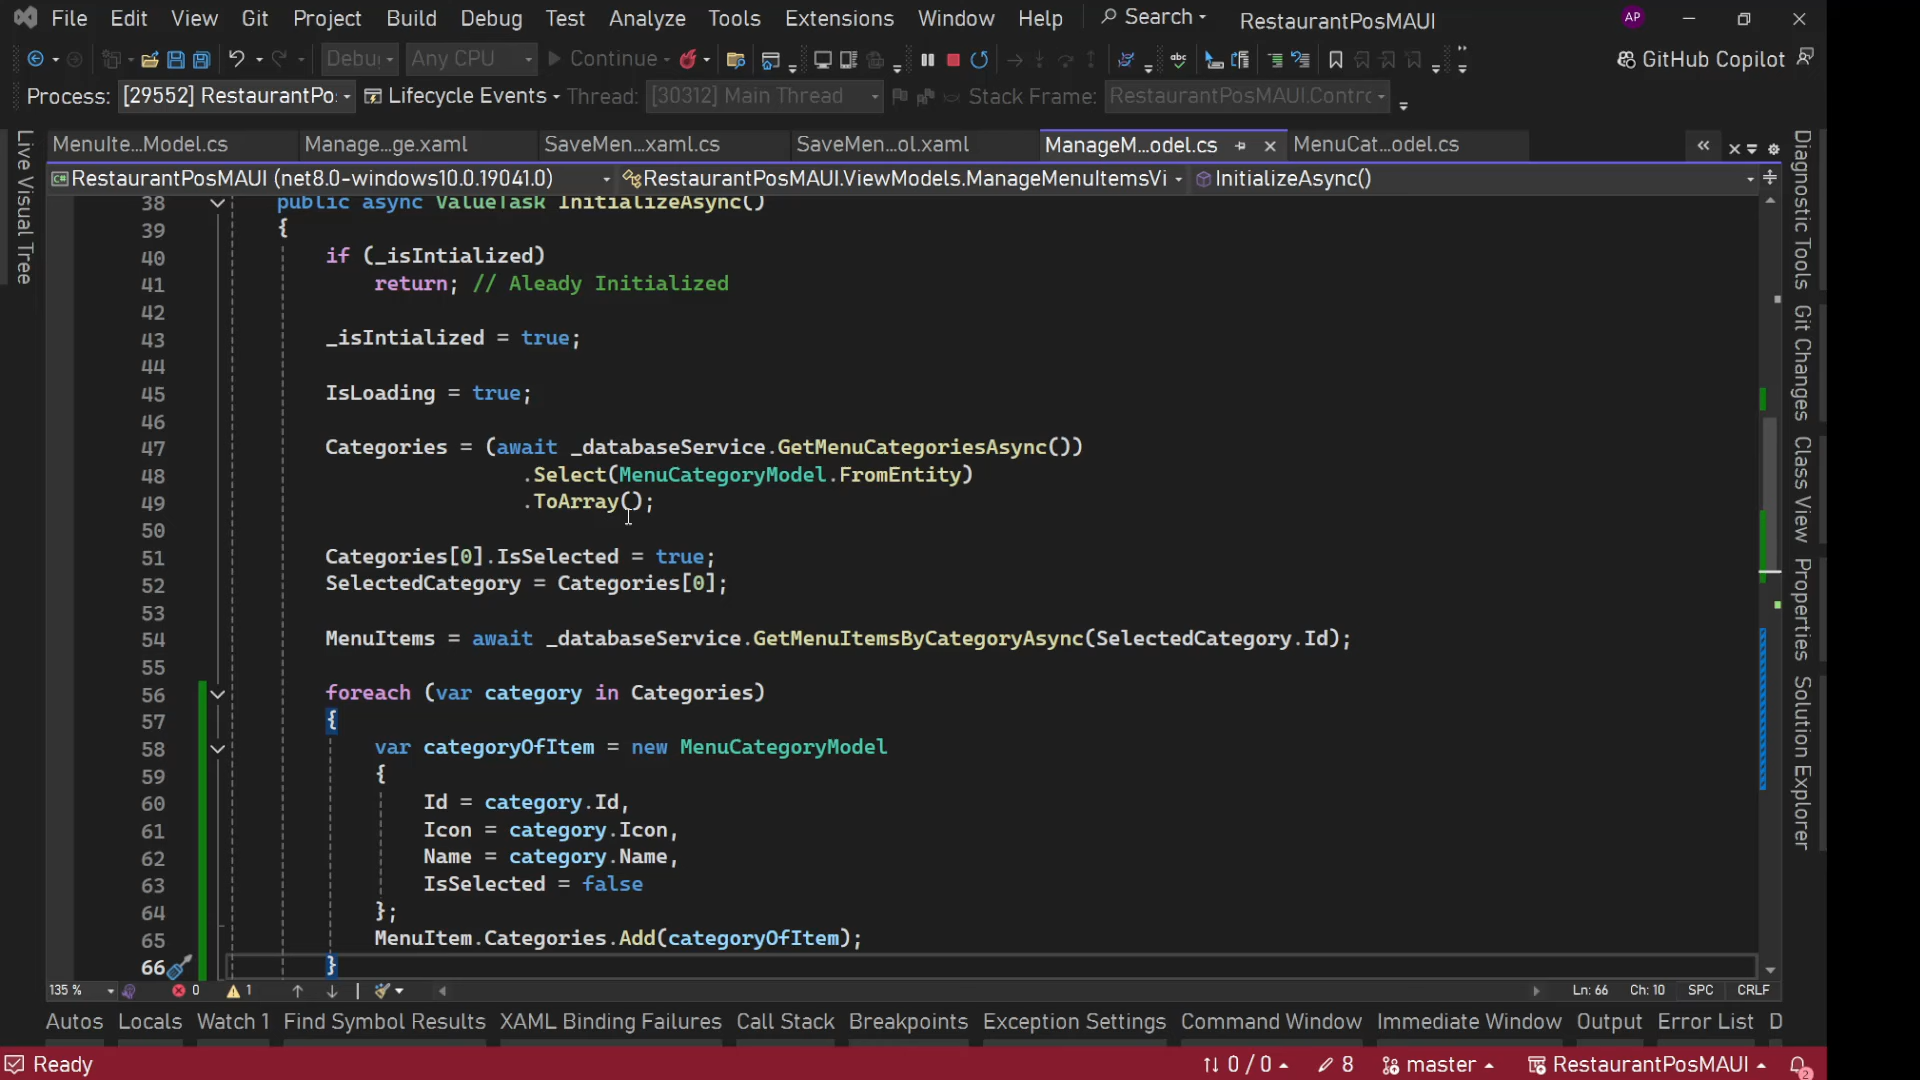 File Edit View Git Project Build Debug Test Analyze Tools Extensions Window Help Search RestaurantPosMAUI AP
Debu Any CPU Continue GitHub Copilot
Process: [29552] RestaurantPo Lifecycle Events Thread: [30312] Main Thread Stack Frame: RestaurantPosMAUI.Contrc
MenuIte...Model.cs Manage...ge.xaml SaveMen...xaml.cs SaveMen...ol.xaml ManageM...odel.cs MenuCat...odel.cs
RestaurantPosMAUI (net8.0-windows10.0.19041.0) RestaurantPosMAUI.ViewModels.ManageMenuItemsVi InitializeAsync()
Live Visual Tree
38 public async ValueTask InitializeAsync()
39 {
40 if (_isIntialized)
41 return; // Aleady Initialized
42
43 _isIntialized = true;
44
45 IsLoading = true;
46
47 Categories = (await _databaseService.GetMenuCategoriesAsync())
48 .Select(MenuCategoryModel.FromEntity)
49 .ToArray();
50
51 Categories[0].IsSelected = true;
52 SelectedCategory = Categories[0];
53
54 MenuItems = await _databaseService.GetMenuItemsByCategoryAsync(SelectedCategory.Id);
55
56 foreach (var category in Categories)
57 {
58 var categoryOfItem = new MenuCategoryModel
59 {
60 Id = category.Id,
61 Icon = category.Icon,
62 Name = category.Name,
63 IsSelected = false
64 };
65 MenuItem.Categories.Add(categoryOfItem);
66 }
Diagnostic Tools
Git Changes
Class View
Properties
Solution Explorer
135 % 0 1 Ln: 66 Ch: 10 SPC CRLF
Autos Locals Watch 1 Find Symbol Results XAML Binding Failures Call Stack Breakpoints Exception Settings Command Window Immediate Window Output Error List D
Ready 0 / 0 8 master RestaurantPosMAUI 2